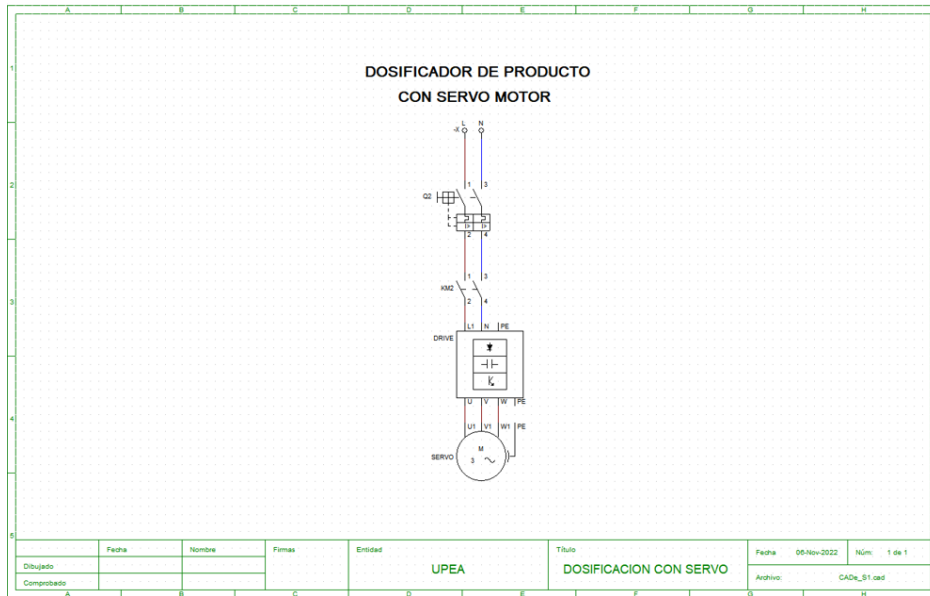 A B C D E F G H
1
DOSIFICADOR DE PRODUCTO
CON SERVO MOTOR
L N
-X
2
1 3
Q2
I> I>
2 4
1 3
KM2
3
2 4
L1 N PE
DRIVE
U V W PE
4
U1 V1 W1 PE
M
SERVO
3
5
Fecha Nombre Firmas Entidad Título Fecha 06-Nov-2022 Núm: 1 de 1
Dibujado
UPEA DOSIFICACION CON SERVO
Comprobado
Archivo: CADe_S1.cad
A B C D E F G H